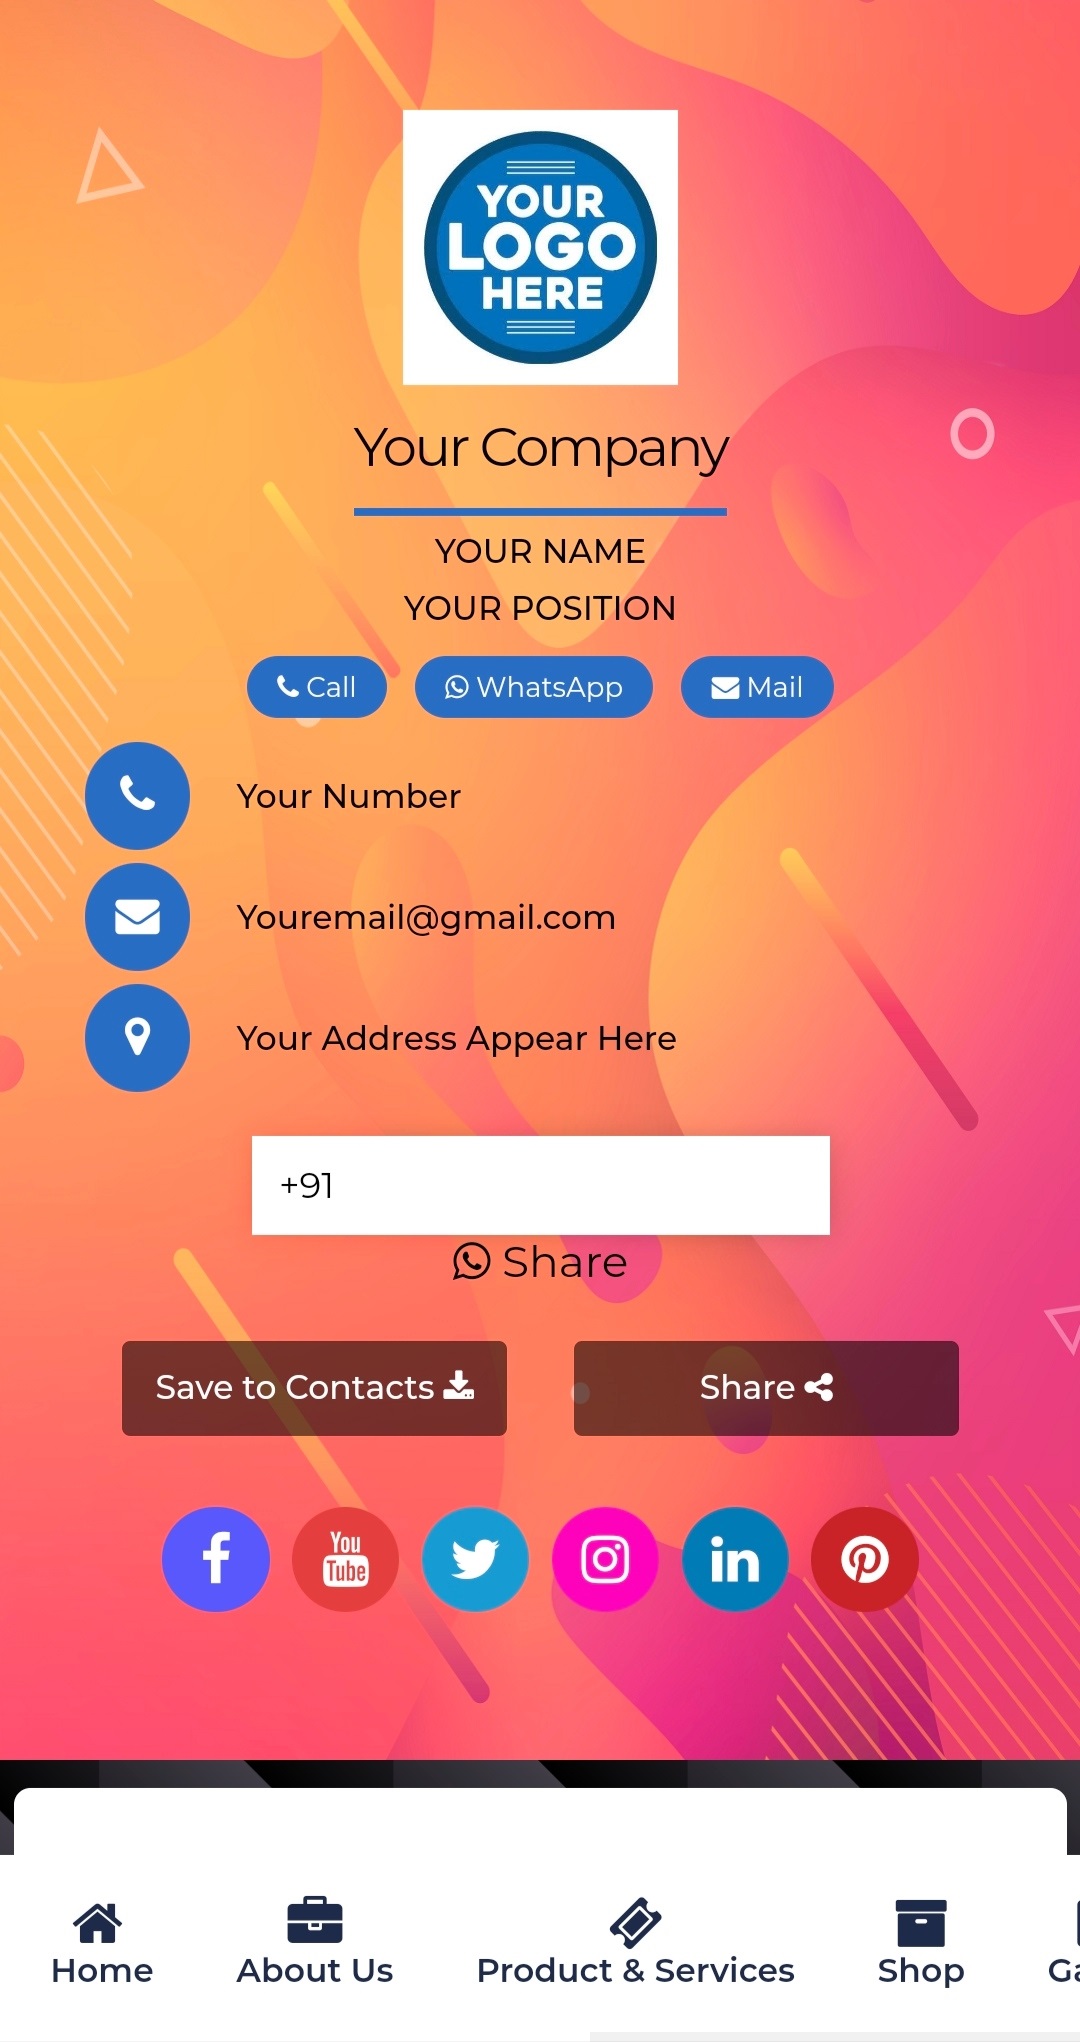 YOUR
LOGO
HERE
Your Company
YOUR NAME
YOUR POSITION
Call
WhatsApp
Mail
Your Number
Youremail@gmail.com
Your Address Appear Here
+91
Share
Save to Contacts
Share
You
Tube
in
Home
About Us
Product & Services
Shop
Ga